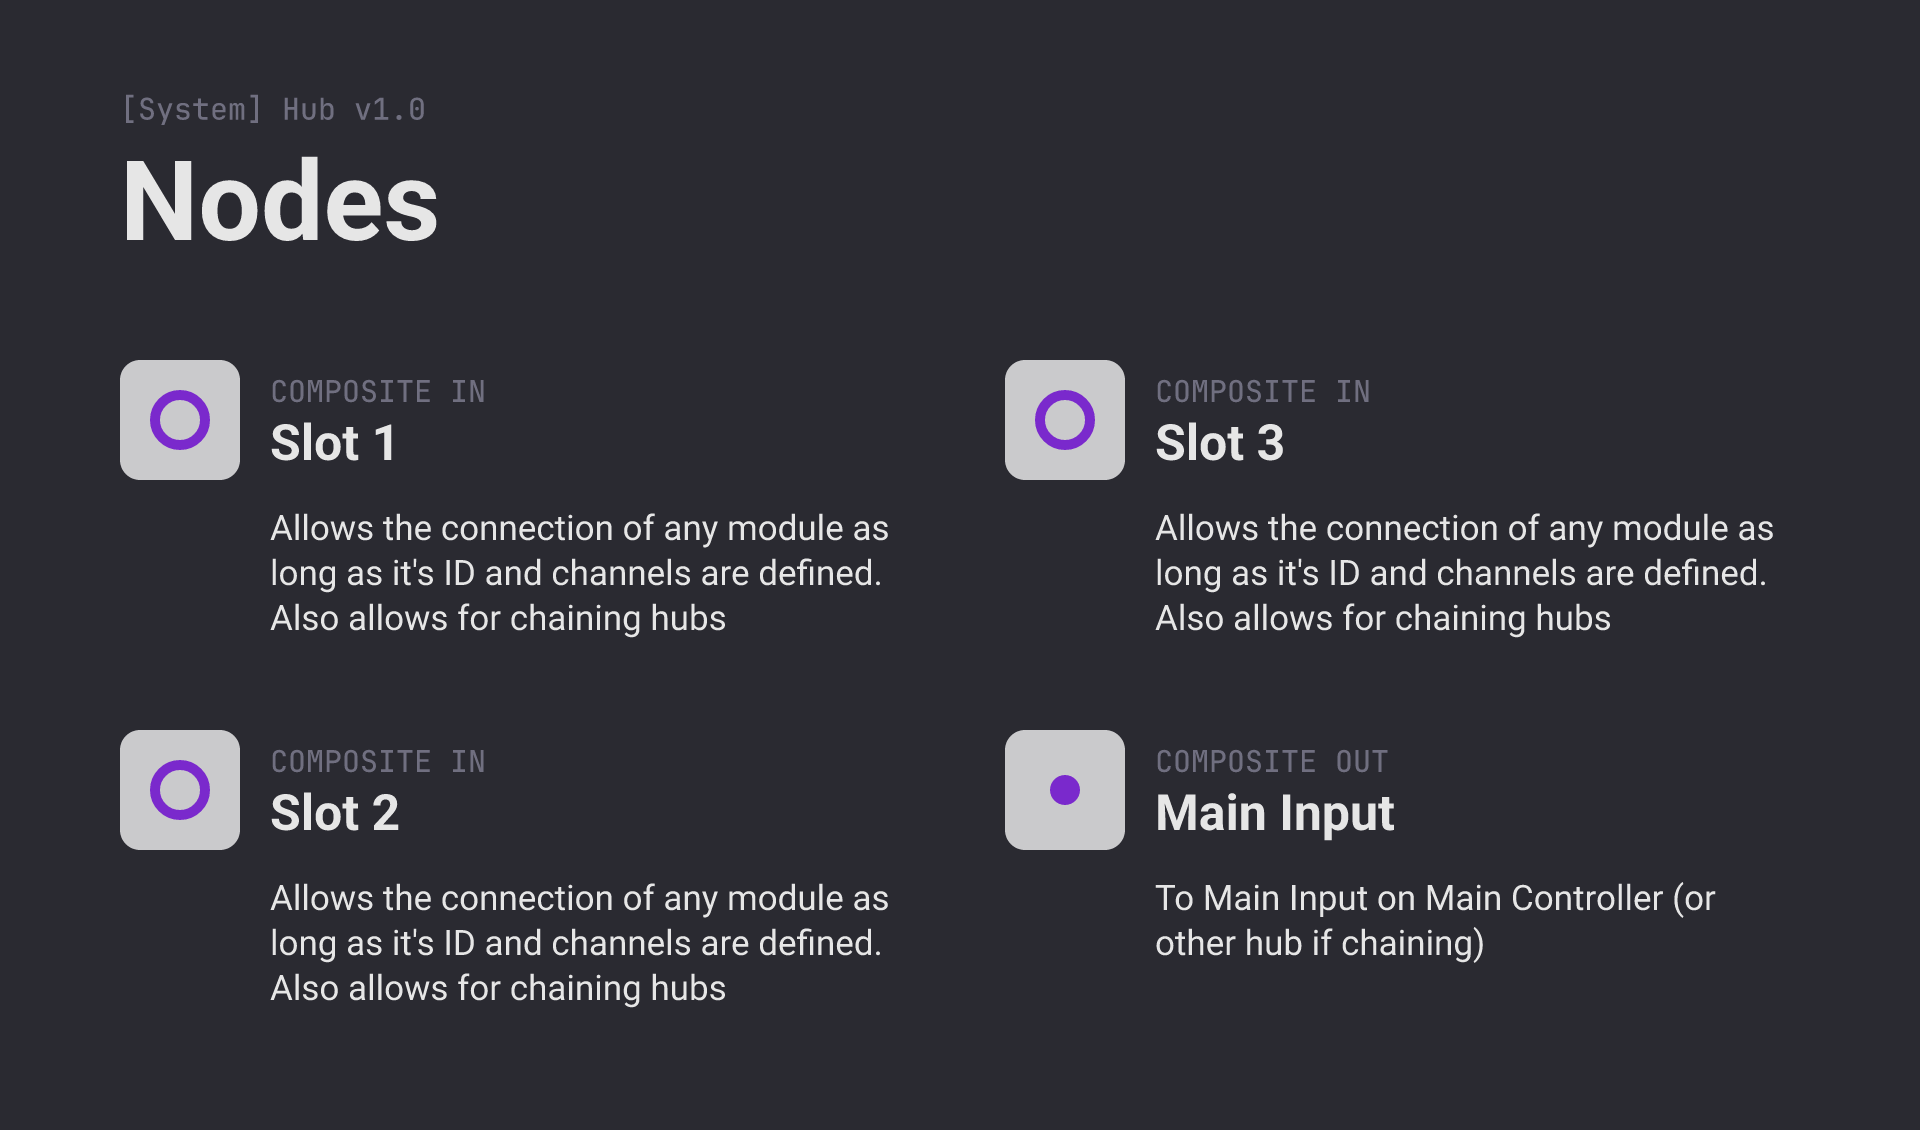 [System] Hub v1.0
Nodes
COMPOSITE IN
Slot 1
Allows the connection of any module as
long as it's ID and channels are defined.
Also allows for chaining hubs
COMPOSITE IN
Slot 2
Allows the connection of any module as
long as it's ID and channels are defined.
Also allows for chaining hubs
COMPOSITE IN
Slot 3
Allows the connection of any module as
long as it's ID and channels are defined.
Also allows for chaining hubs
COMPOSITE OUT
Main Input
To Main Input on Main Controller (or
other hub if chaining)